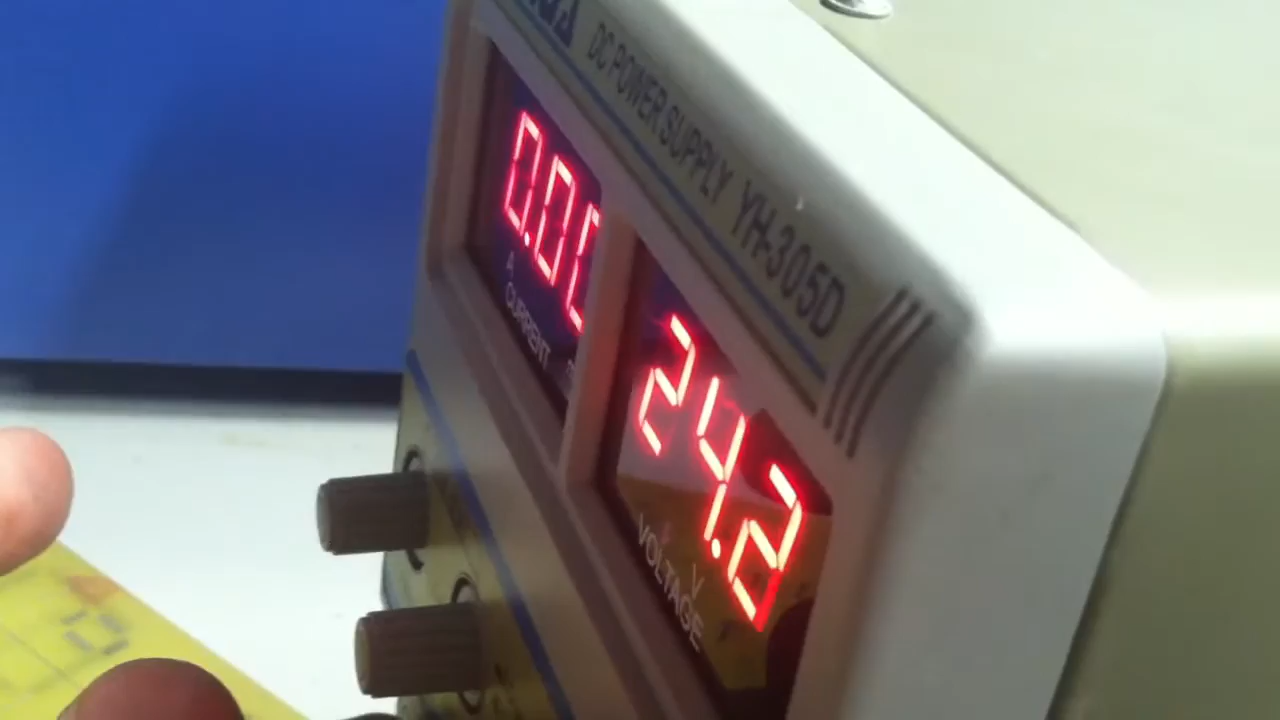 DC POWER SUPPLY YH-305D
0.00
A
CURRENT
24.2
V
VOLTAGE